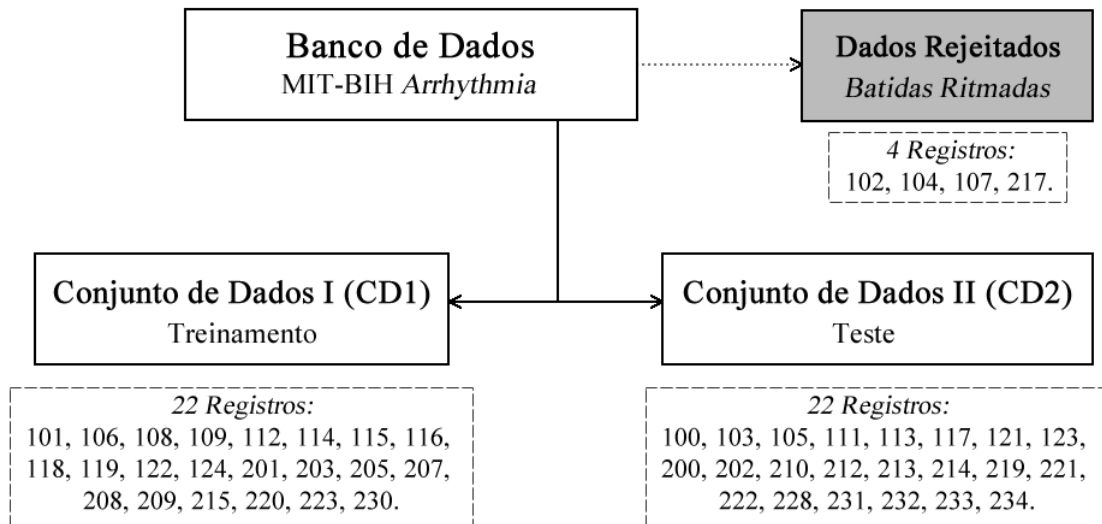 Banco de Dados
MIT-BIH Arrhythmia
Dados Rejeitados
Batidas Ritmadas
4 Registros:
102, 104, 107, 217.
Conjunto de Dados I (CD1)
Treinamento
22 Registros:
101, 106, 108, 109, 112, 114, 115, 116,
118, 119, 122, 124, 201, 203, 205, 207,
208, 209, 215, 220, 223, 230.
Conjunto de Dados II (CD2)
Teste
22 Registros:
100, 103, 105, 111, 113, 117, 121, 123,
200, 202, 210, 212, 213, 214, 219, 221,
222, 228, 231, 232, 233, 234.